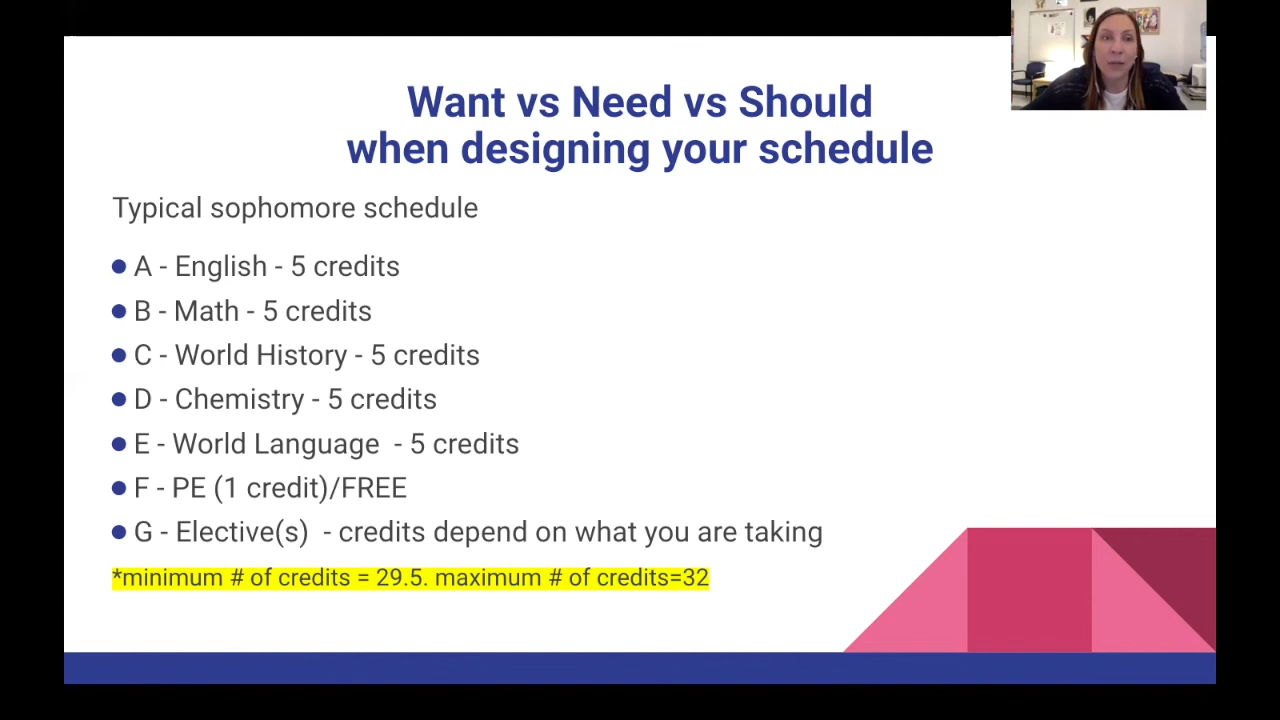 Want vs Need vs Should
when designing your schedule
Typical sophomore schedule
A - English - 5 credits
B - Math - 5 credits
C - World History - 5 credits
D - Chemistry - 5 credits
E - World Language  - 5 credits
F - PE (1 credit)/FREE
G - Elective(s)  - credits depend on what you are taking
*minimum # of credits = 29.5. maximum # of credits=32